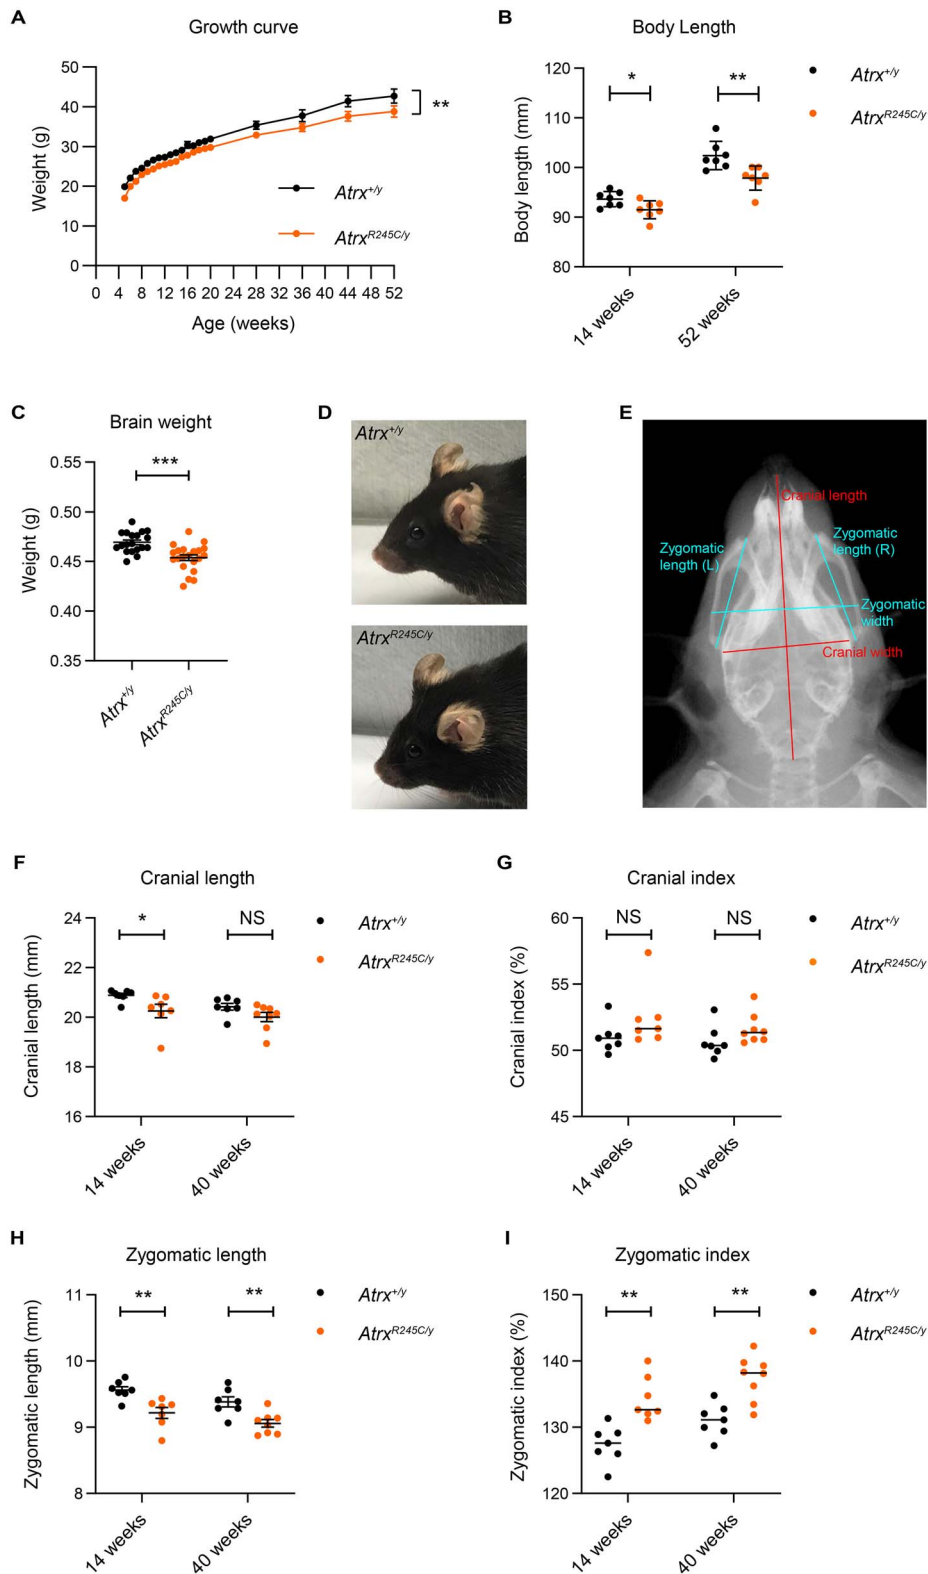 A
Growth curve
50
40
30
20
10
0
Weight (g)
**
Atrx+/y
AtrxR245C/y
0 4 8 12 16 20 24 28 32 36 40 44 48 52
Age (weeks)
B
Body Length
120
110
100
90
80
Body length (mm)
*
**
Atrx+/y
AtrxR245C/y
14 weeks
52 weeks
C
Brain weight
0.55
0.50
0.45
0.40
0.35
Weight (g)
***
Atrx+/y
AtrxR245C/y
D
Atrx+/y
AtrxR245C/y
E
Cranial length
Zygomatic
length (L)
Zygomatic
length (R)
Zygomatic
width
Cranial width
F
Cranial length
24
22
20
18
16
Cranial length (mm)
*
NS
Atrx+/y
AtrxR245C/y
14 weeks
40 weeks
G
Cranial index
60
55
50
45
Cranial index (%)
NS
NS
Atrx+/y
AtrxR245C/y
14 weeks
40 weeks
H
Zygomatic length
11
10
9
8
Zygomatic length (mm)
**
**
Atrx+/y
AtrxR245C/y
14 weeks
40 weeks
I
Zygomatic index
150
140
130
120
Zygomatic index (%)
**
**
Atrx+/y
AtrxR245C/y
14 weeks
40 weeks